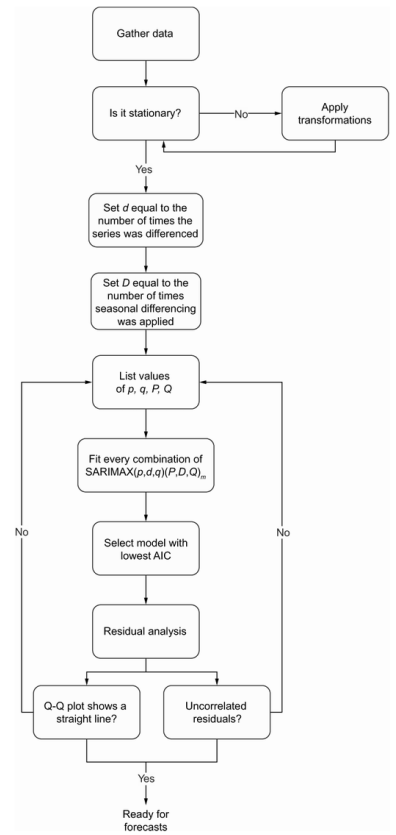 Gather data
Is it stationary?
No
Apply
transformations
Yes
Set d equal to the
number of times the
series was differenced
Set D equal to the
number of times
seasonal differencing
was applied
List values
of p, q, P, Q
Fit every combination of
SARIMAX(p,d,q)(P,D,Q)m
No
No
Select model with
lowest AIC
Residual analysis
Q-Q plot shows a
straight line?
Uncorrelated
residuals?
Yes
Ready for
forecasts